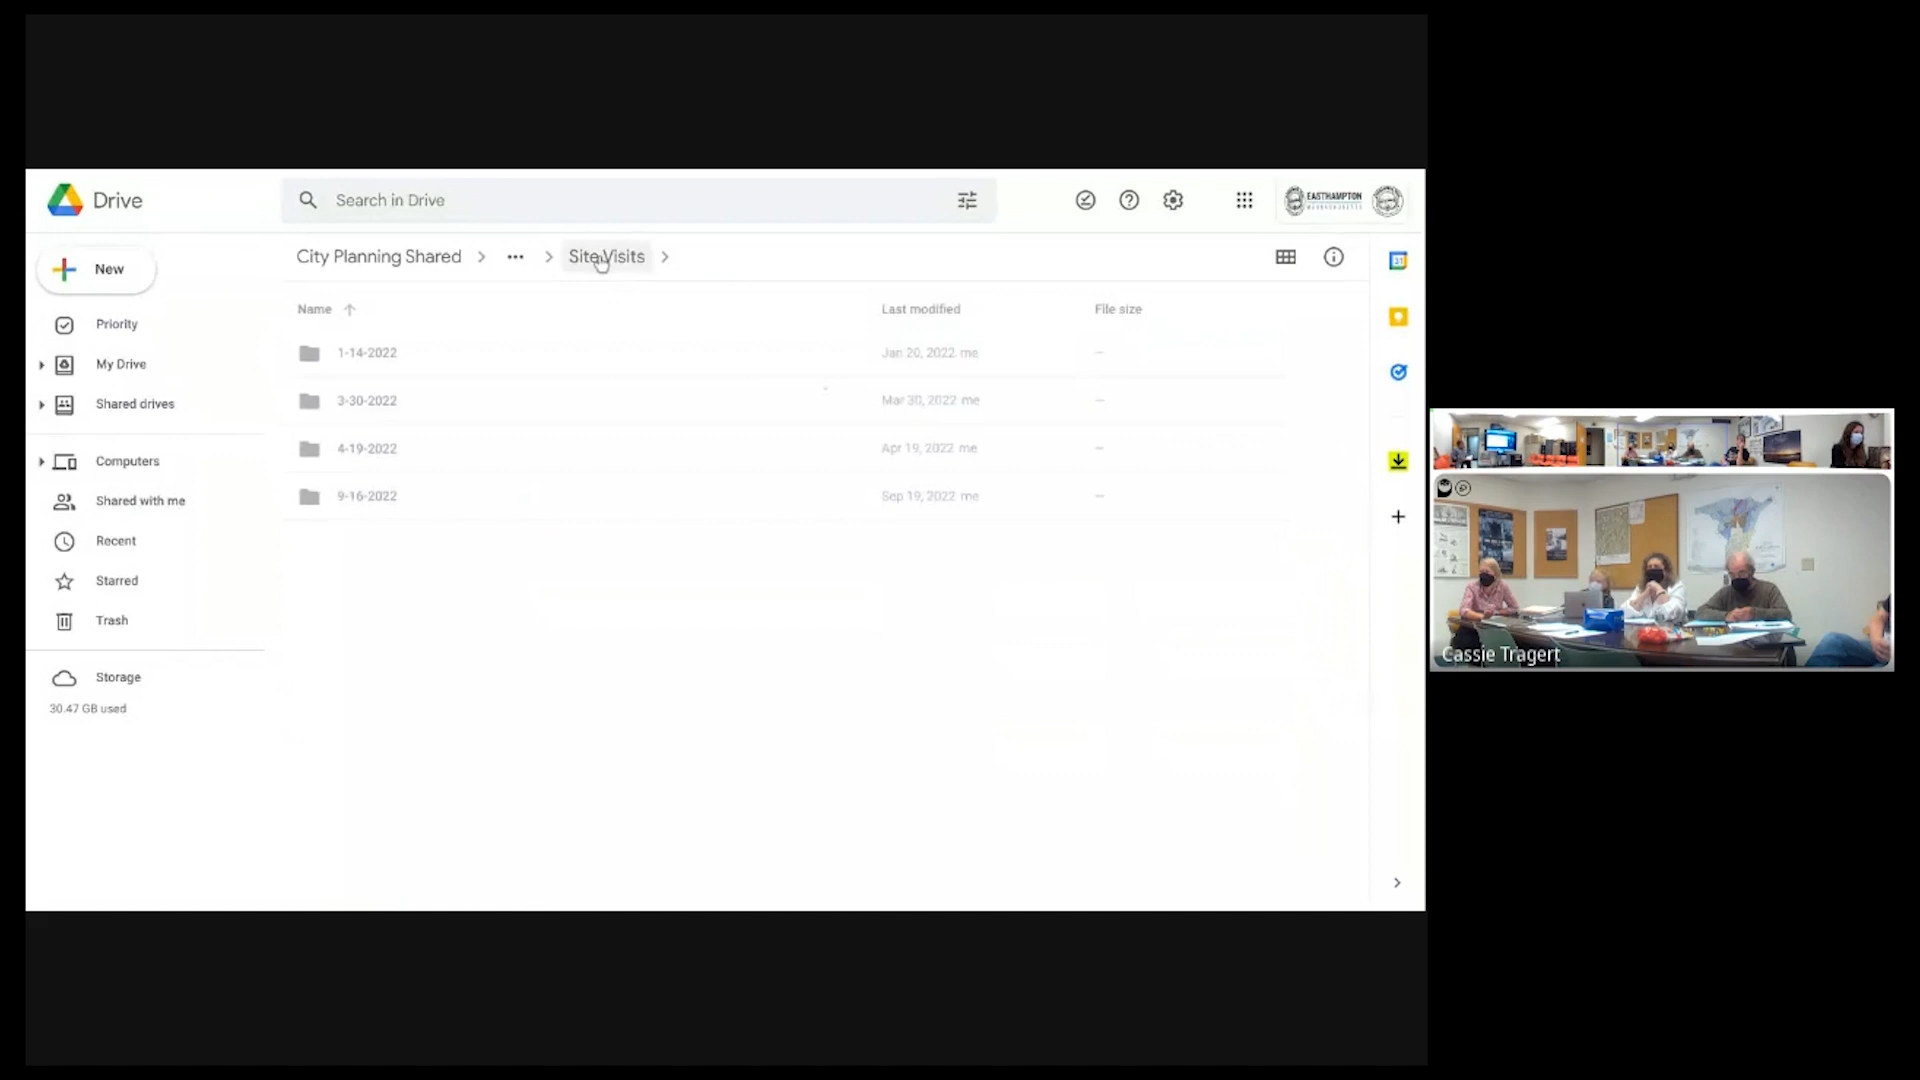 Drive
Search in Drive
EASTHAMPTON
New
City Planning Shared
Site Visits
Name
Last modified
File size
Priority
1-14-2022
Jan 20, 2022 me
My Drive
3-30-2022
Mar 30, 2022 me
Shared drives
4-19-2022
Apr 19, 2022 me
Computers
9-16-2022
Sep 19, 2022 me
Shared with me
Recent
Starred
Trash
Storage
30.47 GB used
31
Cassie Tragert